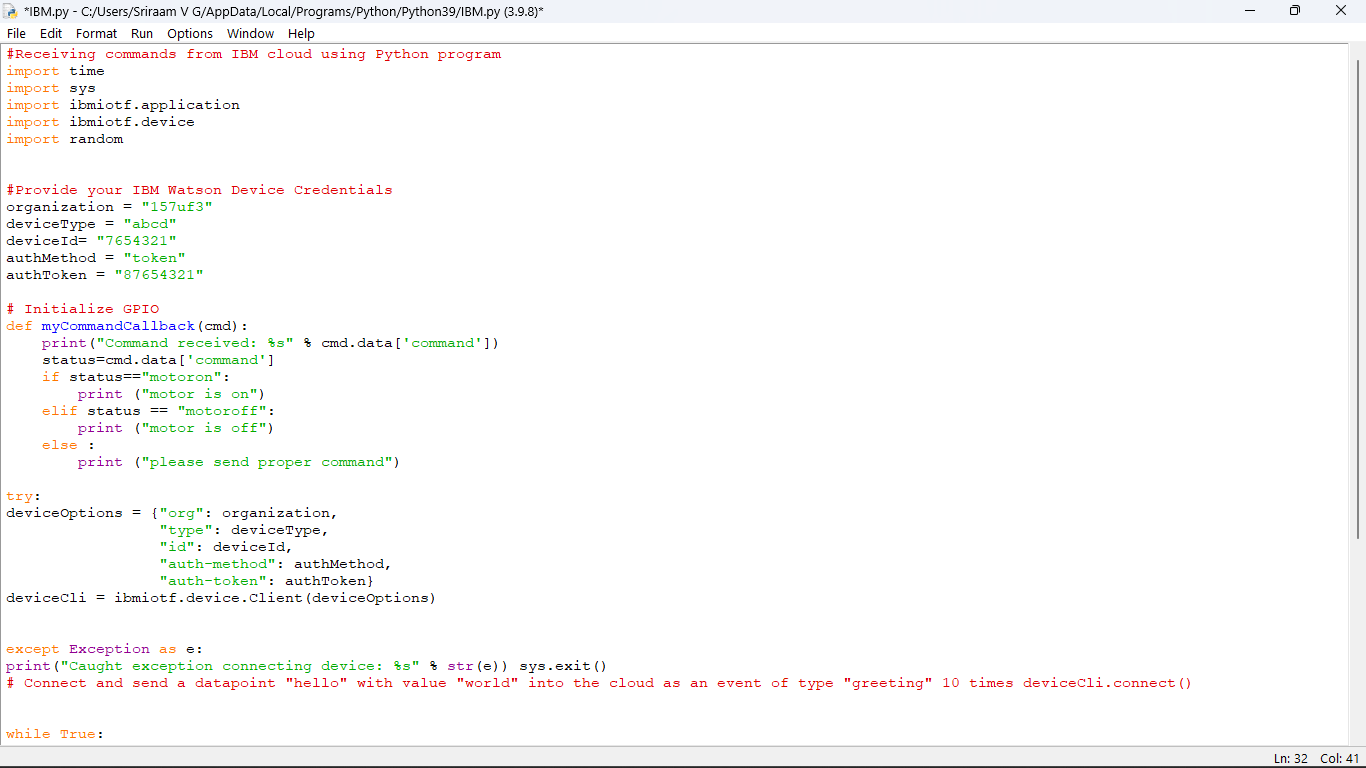 *IBM.py - C:/Users/Sriraam V G/AppData/Local/Programs/Python/Python39/IBM.py (3.9.8)*
File Edit Format Run Options Window Help
#Receiving commands from IBM cloud using Python program
import time
import sys
import ibmiotf.application
import ibmiotf.device
import random
#Provide your IBM Watson Device Credentials
organization = "157uf3"
deviceType = "abcd"
deviceId= "7654321"
authMethod = "token"
authToken = "87654321"
# Initialize GPIO
def myCommandCallback(cmd):
    print("Command received: %s" % cmd.data['command'])
    status=cmd.data['command']
    if status=="motoron":
        print ("motor is on")
    elif status == "motoroff":
        print ("motor is off")
    else :
        print ("please send proper command")
try:
deviceOptions = {"org": organization,
                 "type": deviceType,
                 "id": deviceId,
                 "auth-method": authMethod,
                 "auth-token": authToken}
deviceCli = ibmiotf.device.Client(deviceOptions)
except Exception as e:
print("Caught exception connecting device: %s" % str(e)) sys.exit()
# Connect and send a datapoint "hello" with value "world" into the cloud as an event of type "greeting" 10 times deviceCli.connect()
while True:
Ln: 32 Col: 41